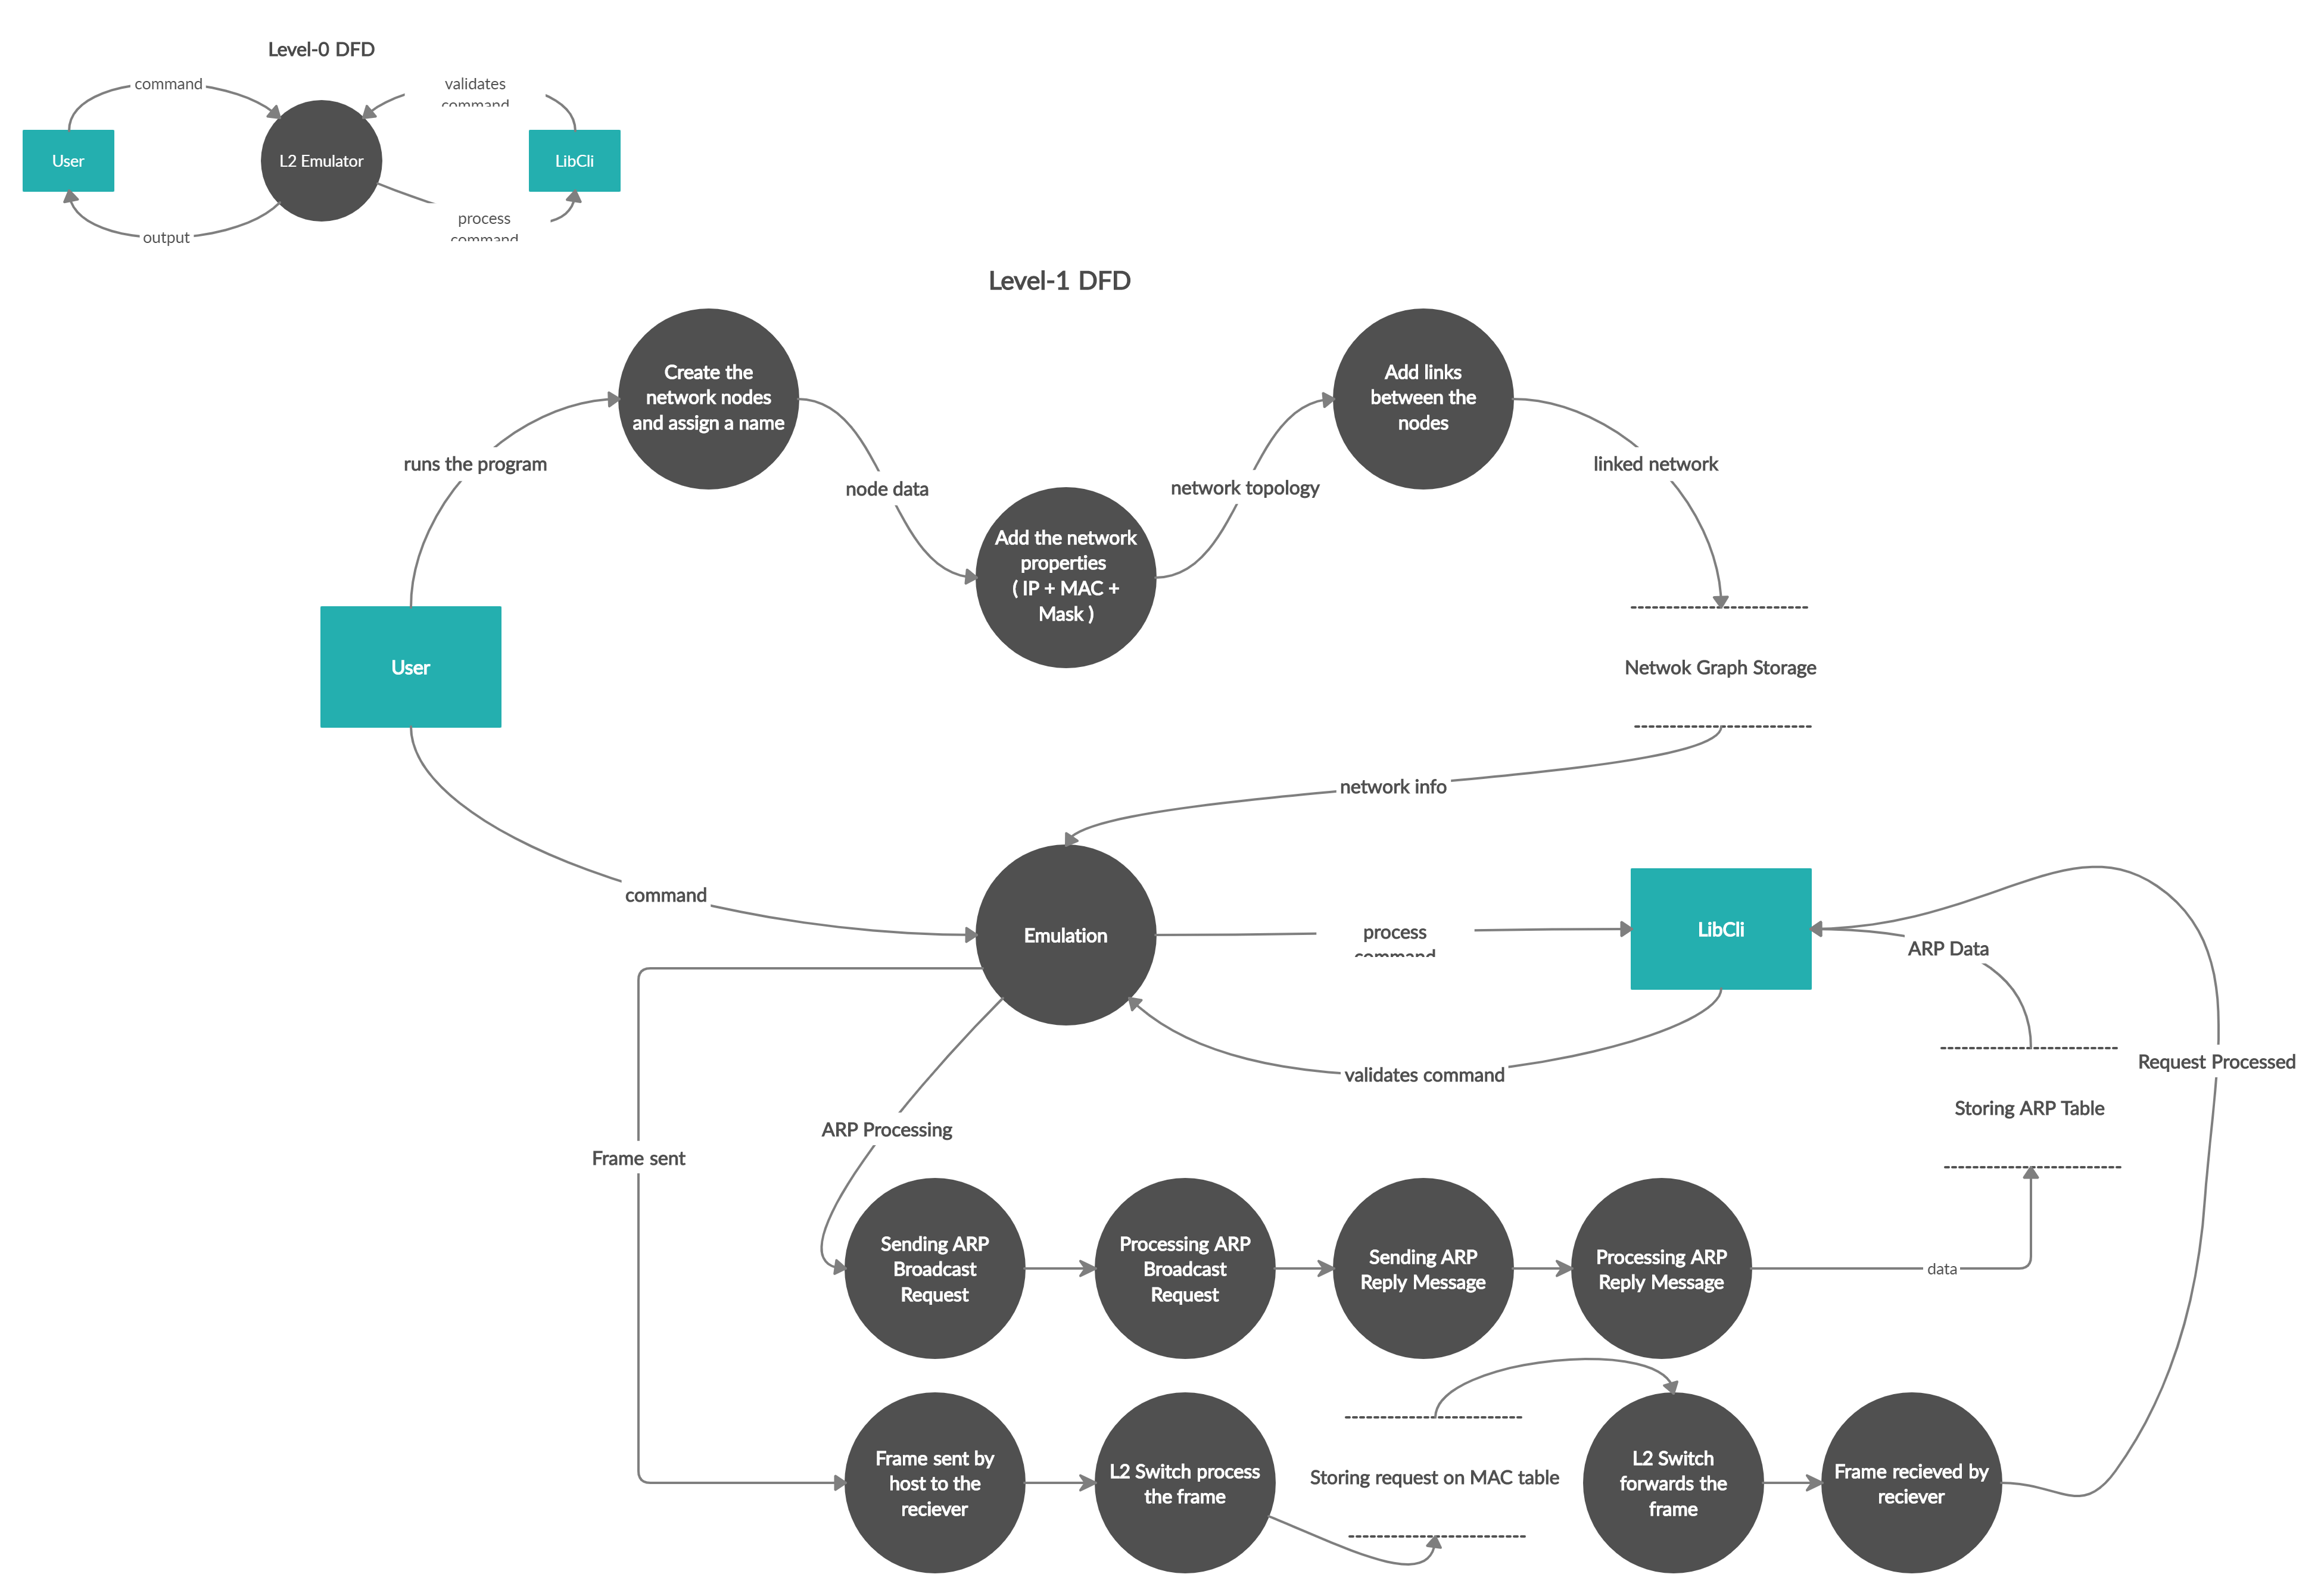 Level-0 DFD
command
validates
command
User
L2 Emulator
LibCli
process
command
output
Level-1 DFD
Create the
network nodes
and assign a name
Add links
between the
nodes
runs the program
linked network
node data
network topology
Add the network
properties
( IP + MAC +
Mask )
User
Netwok Graph Storage
network info
command
Emulation
process
command
LibCli
ARP Data
Request Processed
validates command
Storing ARP Table
ARP Processing
Frame sent
Sending ARP
Broadcast
Request
Processing ARP
Broadcast
Request
Sending ARP
Reply Message
Processing ARP
Reply Message
data
Frame sent by
host to the
reciever
L2 Switch process
the frame
Storing request on MAC table
L2 Switch
forwards the
frame
Frame recieved by
reciever